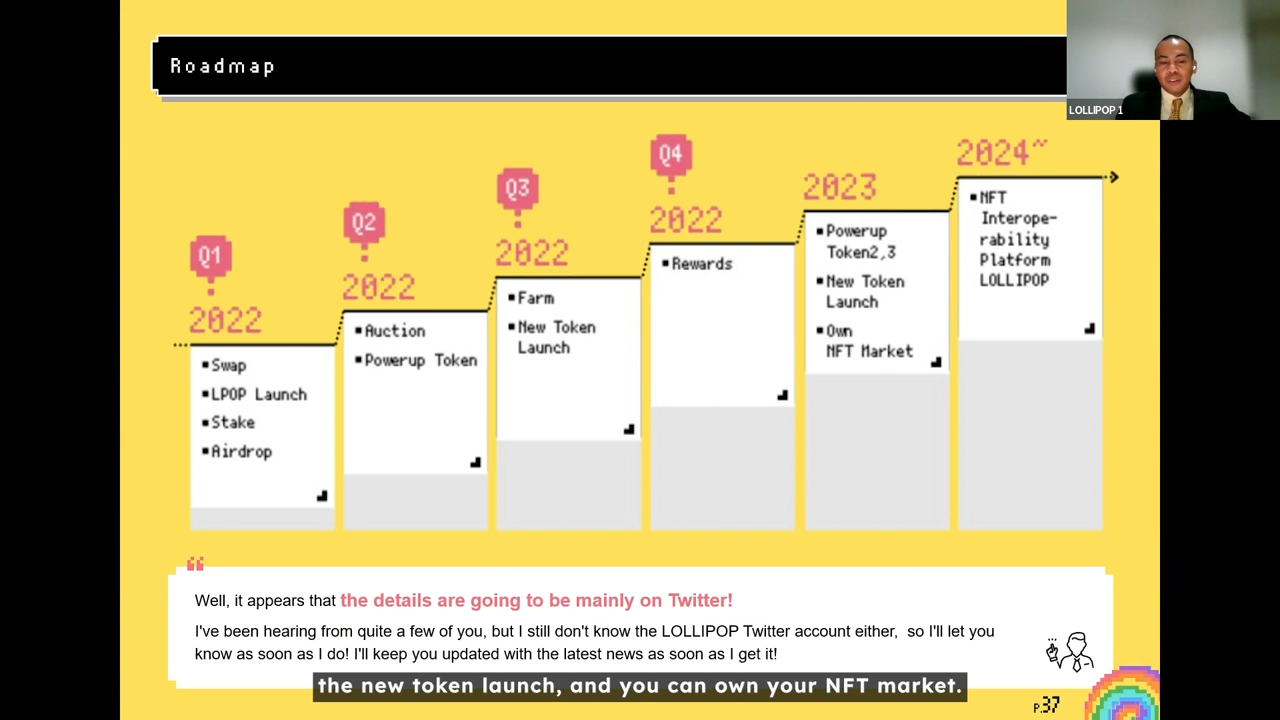 Roadmap
LOLLIPOP 1
Q1
2022
■Swap
■LPOP Launch
■Stake
■Airdrop
Q2
2022
■Auction
■Powerup Token
Q3
2022
■Farm
■New Token
Launch
Q4
2022
■Rewards
2023
■Powerup
Token2,3
■New Token
Launch
■Own
NFT Market
2024~
■NFT
Interope-
rability
Platform
LOLLIPOP
Well, it appears that the details are going to be mainly on Twitter!
I've been hearing from quite a few of you, but I still don't know the LOLLIPOP Twitter account either, so I'll let you
know as soon as I do! I'll keep you updated with the latest news as soon as I get it!
the new token launch, and you can own your NFT market.
P.37